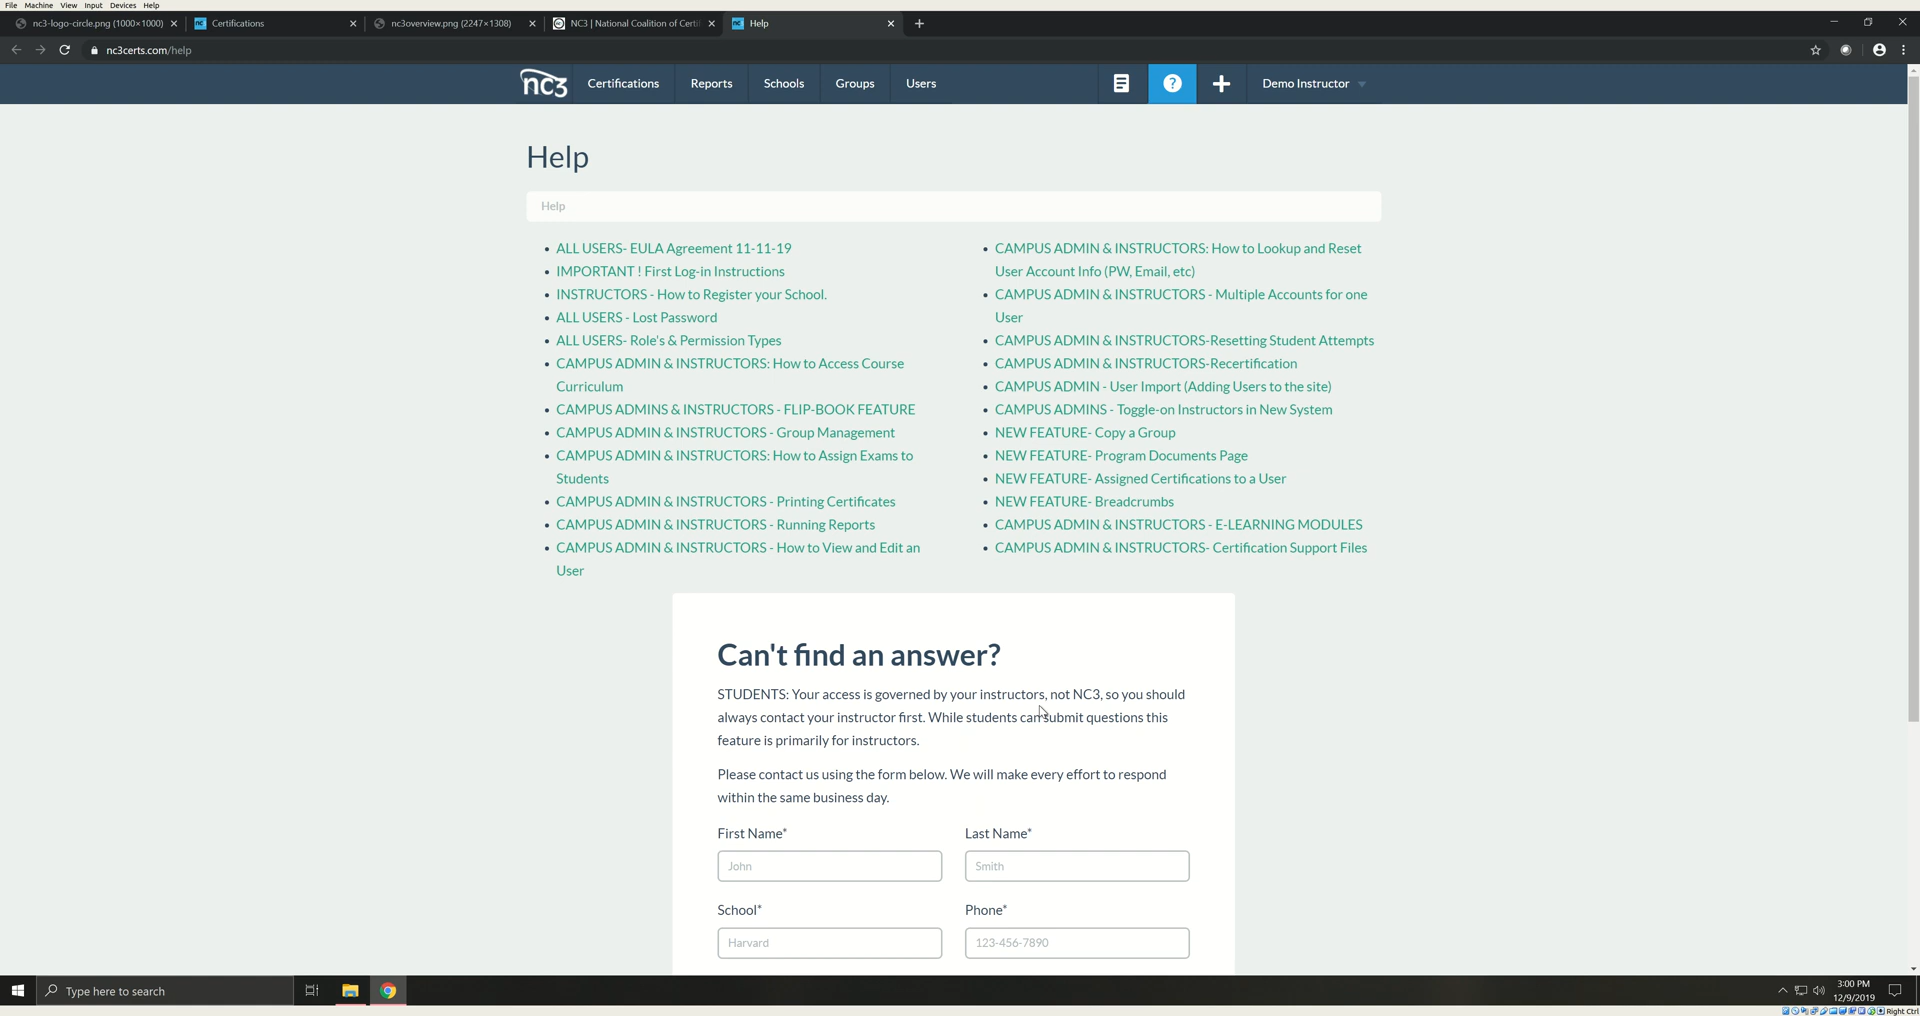 File Machine View Input Devices Help
nc3-logo-circle.png (1000×1000)
Certifications
nc3overview.png (2247×1308)
NC3 | National Coalition of Certif
Help
nc3certs.com/help
nc3 Certifications Reports Schools Groups Users ? Demo Instructor
Help
Help
ALL USERS- EULA Agreement 11-11-19
IMPORTANT ! First Log-in Instructions
INSTRUCTORS - How to Register your School.
ALL USERS - Lost Password
ALL USERS- Role's & Permission Types
CAMPUS ADMIN & INSTRUCTORS: How to Access Course
Curriculum
CAMPUS ADMINS & INSTRUCTORS - FLIP-BOOK FEATURE
CAMPUS ADMIN & INSTRUCTORS - Group Management
CAMPUS ADMIN & INSTRUCTORS: How to Assign Exams to
Students
CAMPUS ADMIN & INSTRUCTORS - Printing Certificates
CAMPUS ADMIN & INSTRUCTORS - Running Reports
CAMPUS ADMIN & INSTRUCTORS - How to View and Edit an
User
CAMPUS ADMIN & INSTRUCTORS: How to Lookup and Reset
User Account Info (PW, Email, etc)
CAMPUS ADMIN & INSTRUCTORS - Multiple Accounts for one
User
CAMPUS ADMIN & INSTRUCTORS-Resetting Student Attempts
CAMPUS ADMIN & INSTRUCTORS-Recertification
CAMPUS ADMIN - User Import (Adding Users to the site)
CAMPUS ADMINS - Toggle-on Instructors in New System
NEW FEATURE- Copy a Group
NEW FEATURE- Program Documents Page
NEW FEATURE- Assigned Certifications to a User
NEW FEATURE- Breadcrumbs
CAMPUS ADMIN & INSTRUCTORS - E-LEARNING MODULES
CAMPUS ADMIN & INSTRUCTORS- Certification Support Files
Can't find an answer?
STUDENTS: Your access is governed by your instructors, not NC3, so you should
always contact your instructor first. While students can submit questions this
feature is primarily for instructors.
Please contact us using the form below. We will make every effort to respond
within the same business day.
First Name* Last Name*
John Smith
School* Phone*
Harvard 123-456-7890
Type here to search
3:00 PM
12/9/2019
Right Ctrl